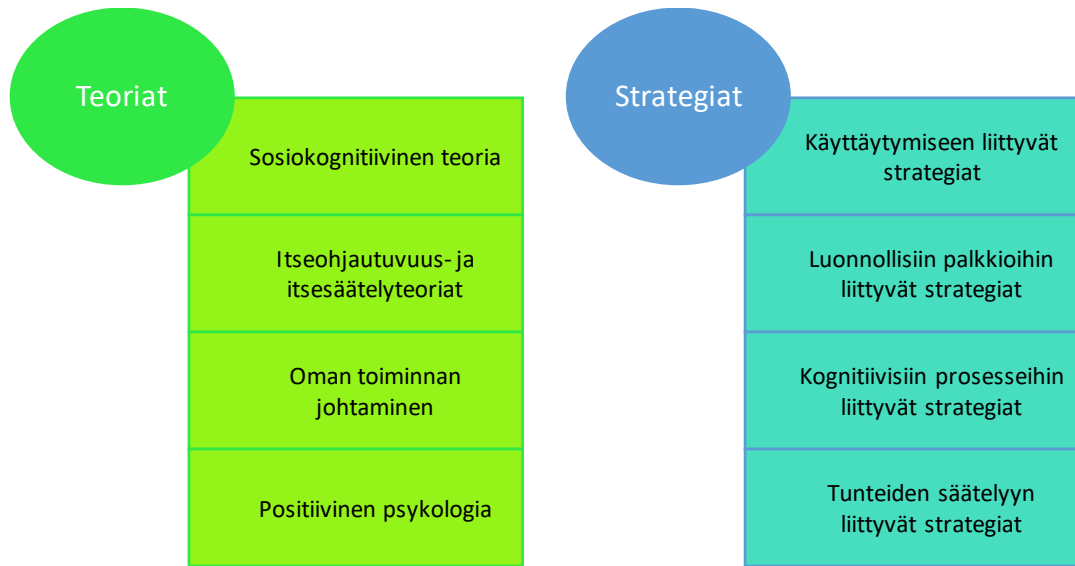 Teoriat
Sosiokognitiivinen teoria
Itseohjautuvuus- ja
itsesäätelyteoriat
Oman toiminnan
johtaminen
Positiivinen psykologia
Strategiat
Käyttäytymiseen liittyvät
strategiat
Luonnollisiin palkkioihin
liittyvät strategiat
Kognitiivisiin prosesseihin
liittyvät strategiat
Tunteiden säätelyyn
liittyvät strategiat